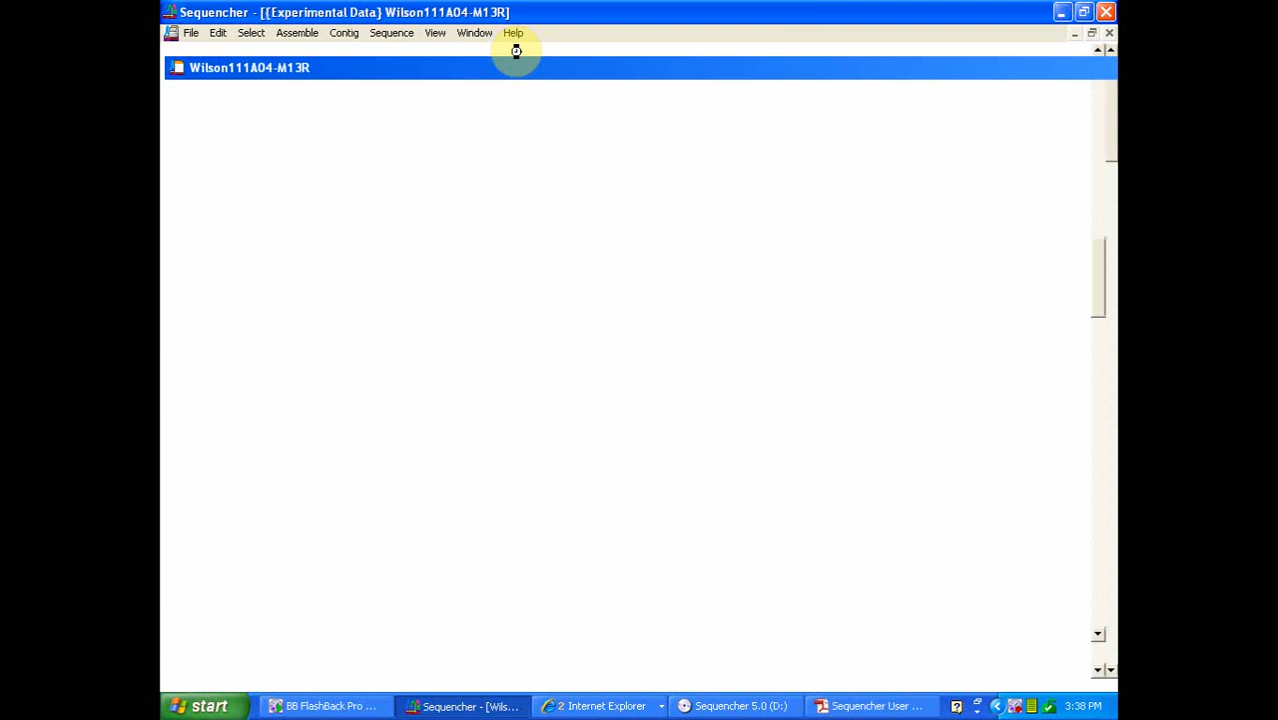 Sequencher - [{Experimental Data} Wilson111A04-M13R]
File Edit Select Assemble Contig Sequence View Window Help
Wilson111A04-M13R
start BB FlashBack Pro ... Sequencher - [Wils... 2 Internet Explorer Sequencher 5.0 (D:) Sequencher User ... 3:38 PM